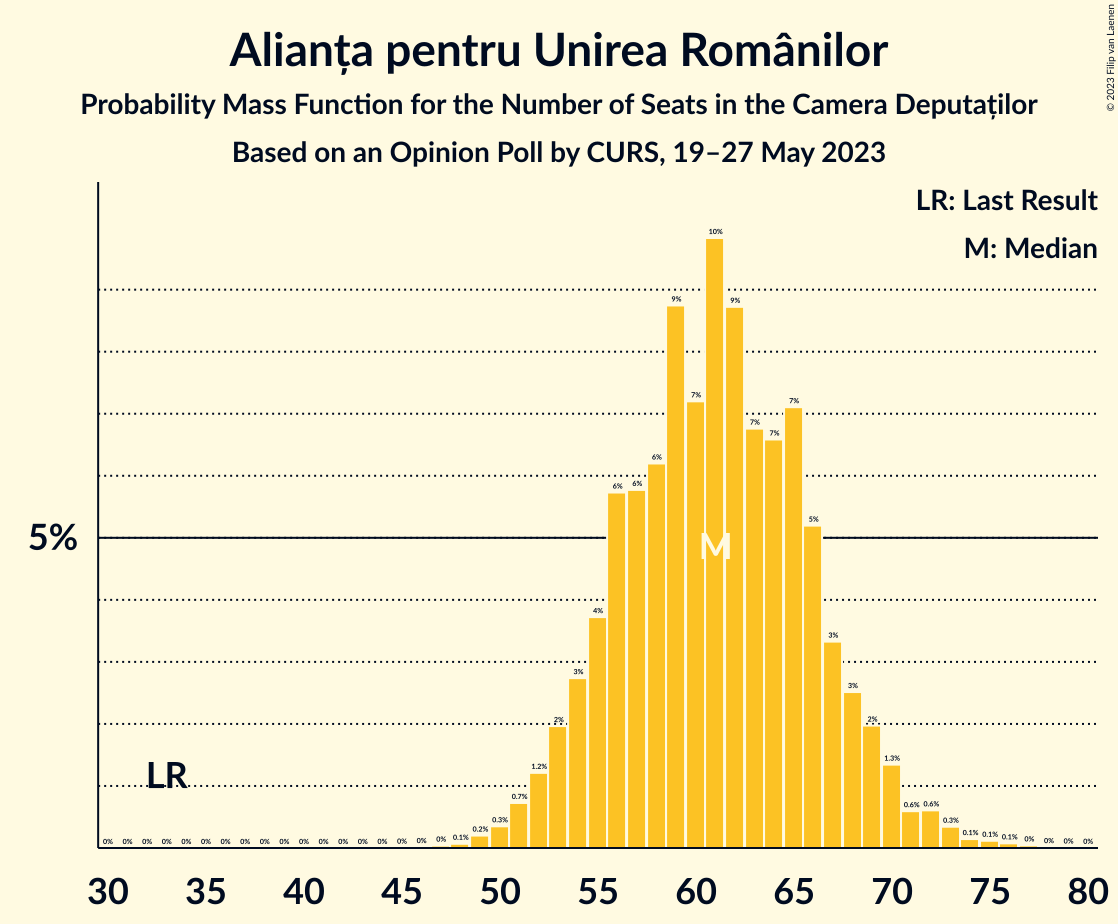 Alianța pentru Unirea Românilor
Probability Mass Function for the Number of Seats in the Camera Deputaților
Based on an Opinion Poll by CURS, 19–27 May 2023
© 2023 Filip van Laenen
LR: Last Result
M: Median
10%
9% 9%
7% 7%
7% 7%
6%
6% 6%
5%
5%
M
4%
3%
3%
3%
2% 2%
1.2% 1.3%
LR
0.7% 0.6% 0.6%
0.3% 0.3%
0% 0% 0% 0% 0% 0% 0% 0% 0% 0% 0% 0% 0% 0% 0% 0% 0% 0% 0.1% 0.2% 0.1% 0.1% 0.1% 0% 0% 0% 0%
30 35 40 45 50 55 60 65 70 75 80